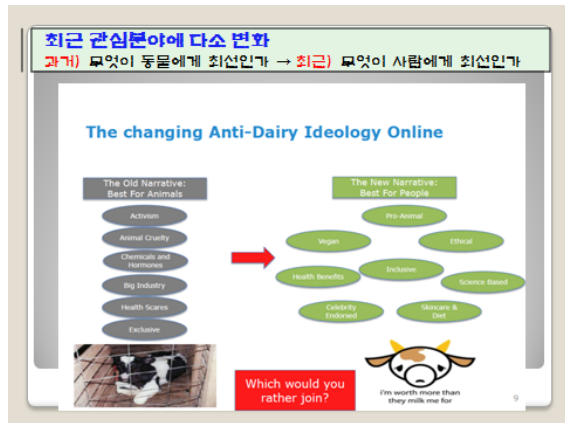 최근 관심분야에 다소 변화
과거) 무엇이 동물에게 최선인가 → 최근) 무엇이 사람에게 최선인가
The changing Anti-Dairy Ideology Online
The Old Narrative:
Best For Animals
Activism
Animal Cruelty
Chemicals and
Hormones
Big Industry
Health Scares
Exclusive
The New Narrative:
Best For People
Pro-Animal
Vegan
Ethical
Inclusive
Health Benefits
Science Based
Celebrity
Endorsed
Skincare &
Diet
Which would you
rather join?
i'm worth more than
they milk me for
9